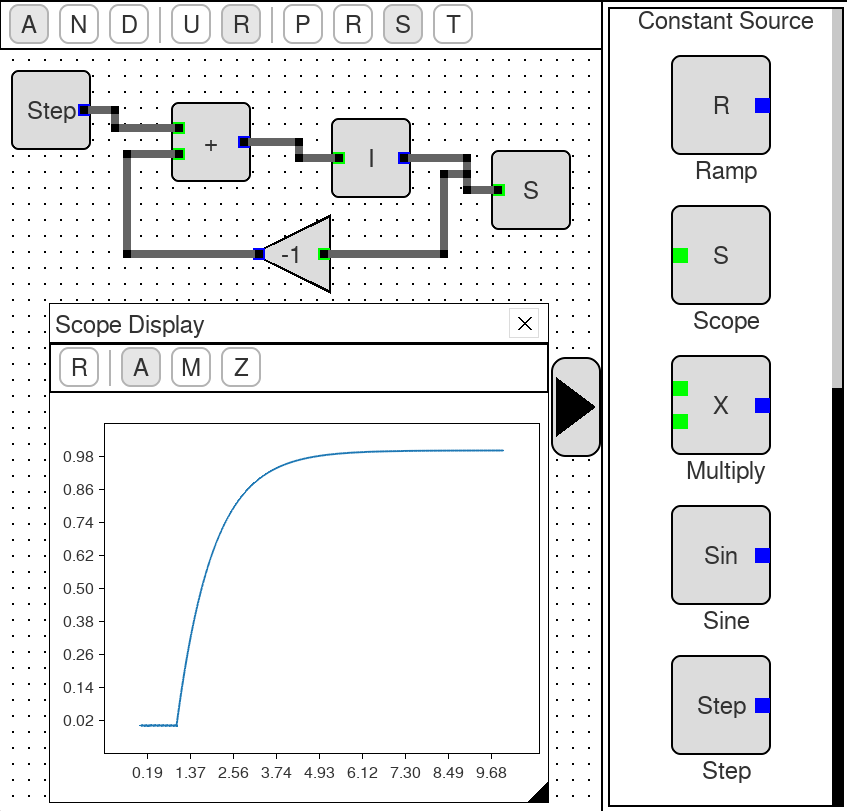 A N D U R P R S T
Step
+
I
S
-1
Scope Display
R A M Z
0.98
0.86
0.74
0.62
0.50
0.38
0.26
0.14
0.02
0.19 1.37 2.56 3.74 4.93 6.12 7.30 8.49 9.68
Constant Source
R
Ramp
S
Scope
X
Multiply
Sin
Sine
Step
Step